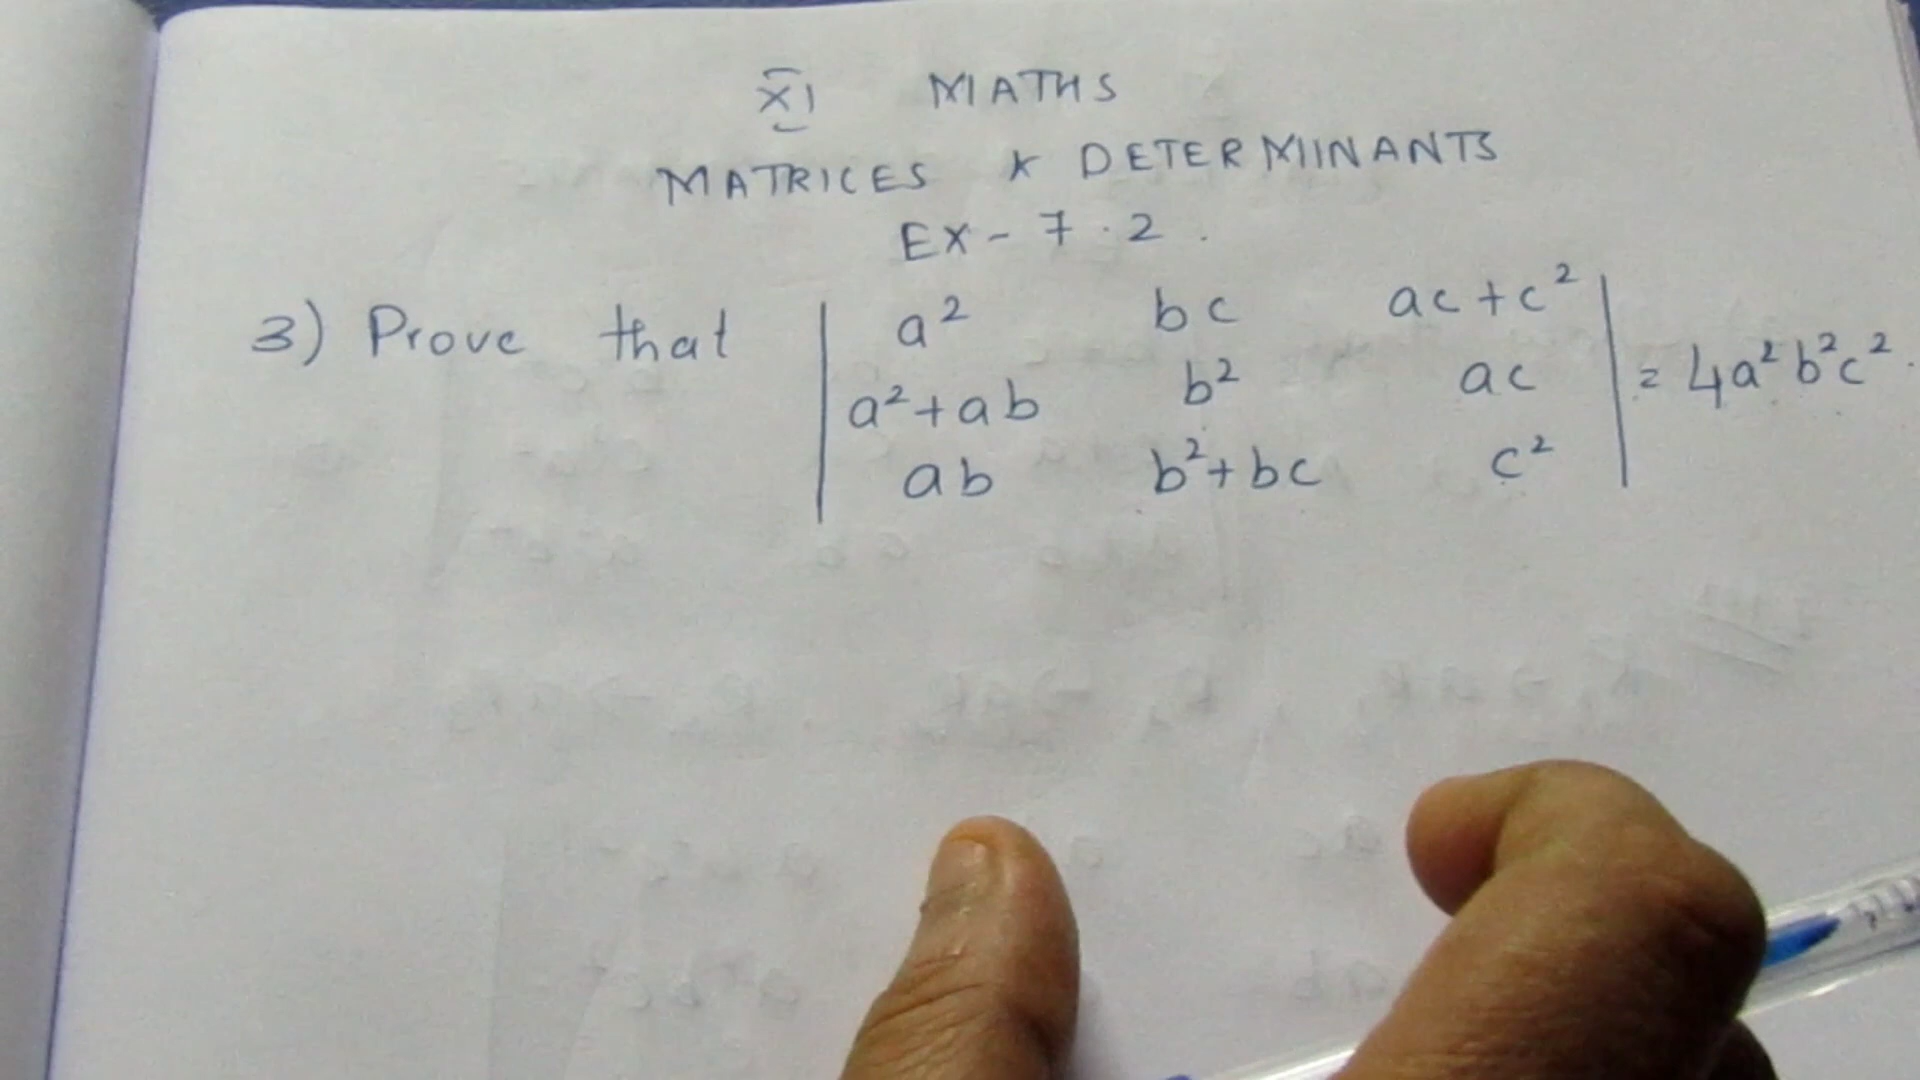 XI MATHS
MATRICES & DETERMINANTS
EX - 7.2.
3) Prove that | a² bc ac+c² |
| a²+ab b² ac | = 4a²b²c².
| ab b²+bc c² |